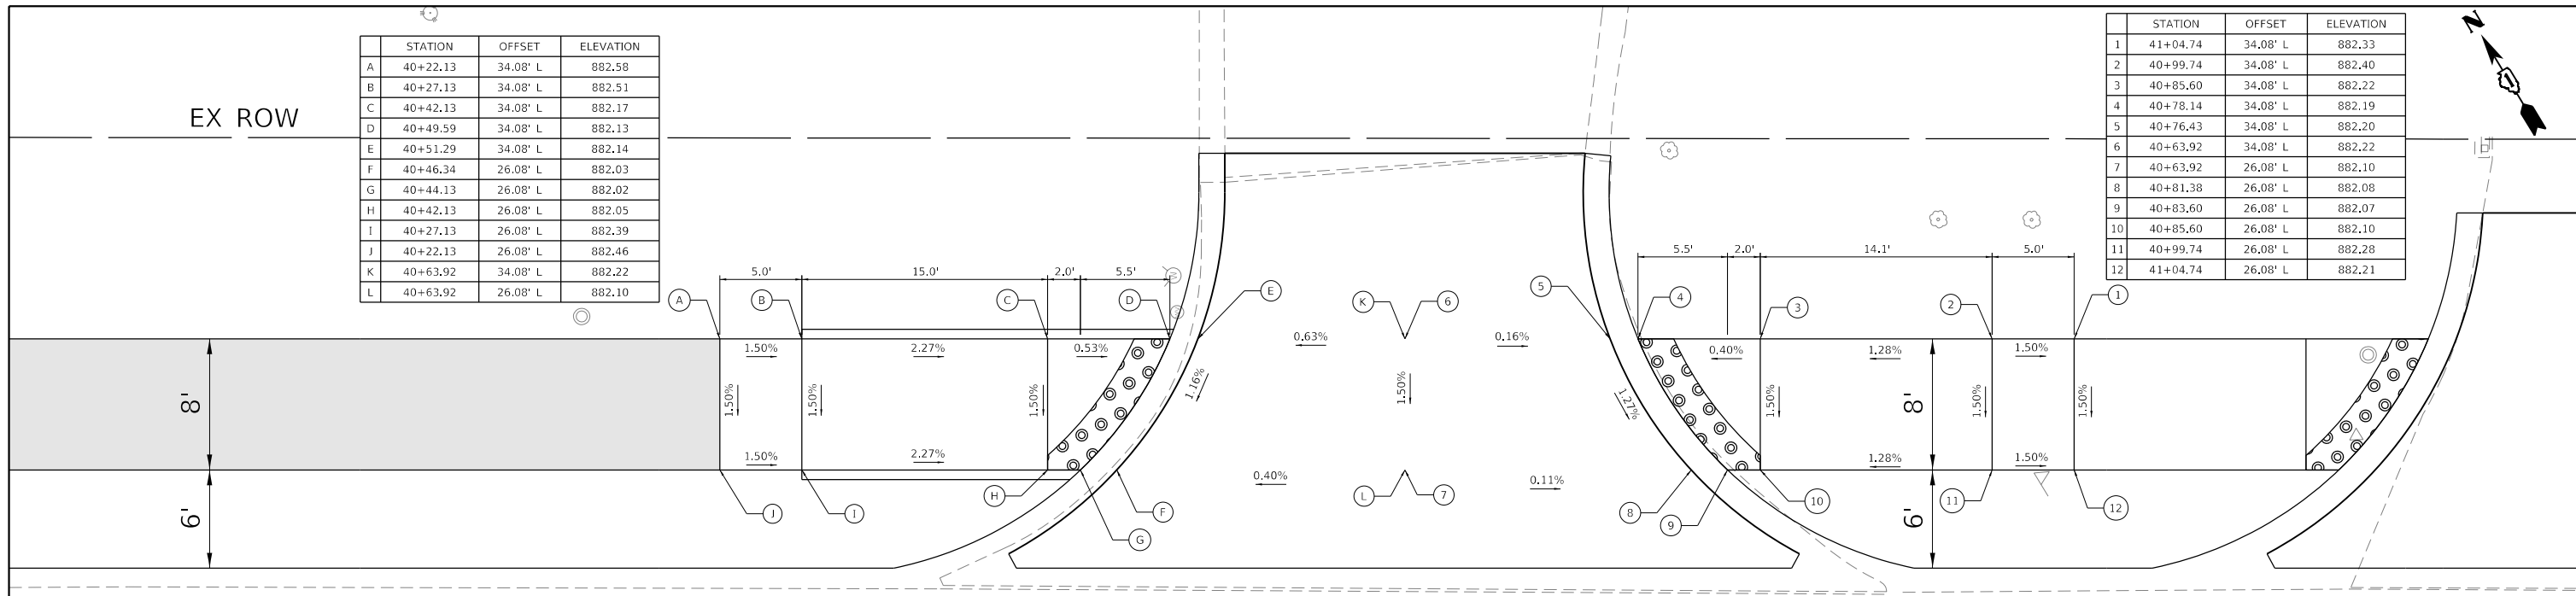 STATION OFFSET ELEVATION
A 40+22.13 34.08' L 882.58
B 40+27.13 34.08' L 882.51
C 40+42.13 34.08' L 882.17
D 40+49.59 34.08' L 882.13
E 40+51.29 34.08' L 882.14
F 40+46.34 26.08' L 882.03
G 40+44.13 26.08' L 882.02
H 40+42.13 26.08' L 882.05
I 40+27.13 26.08' L 882.39
J 40+22.13 26.08' L 882.46
K 40+63.92 34.08' L 882.22
L 40+63.92 26.08' L 882.10
STATION OFFSET ELEVATION
1 41+04.74 34.08' L 882.33
2 40+99.74 34.08' L 882.40
3 40+85.60 34.08' L 882.22
4 40+78.14 34.08' L 882.19
5 40+76.43 34.08' L 882.20
6 40+63.92 34.08' L 882.22
7 40+63.92 26.08' L 882.10
8 40+81.38 26.08' L 882.08
9 40+83.60 26.08' L 882.07
10 40+85.60 26.08' L 882.10
11 40+99.74 26.08' L 882.28
12 41+04.74 26.08' L 882.21
N
EX ROW
5.0' 15.0' 2.0' 5.5'
5.5' 2.0' 14.1' 5.0'
A B C D E K 6 5 4 3 2 1
1.50% 2.27% 0.53% 0.63% 0.16% 0.40% 1.28% 1.50%
8' 1.50% 1.50% 1.50% 1.16% 1.50% 1.27% 1.50% 8' 1.50% 1.50%
1.50% 2.27% 0.40% 0.11% 1.28% 1.50%
6' J I H G F L 7 8 9 10 11 6' 12